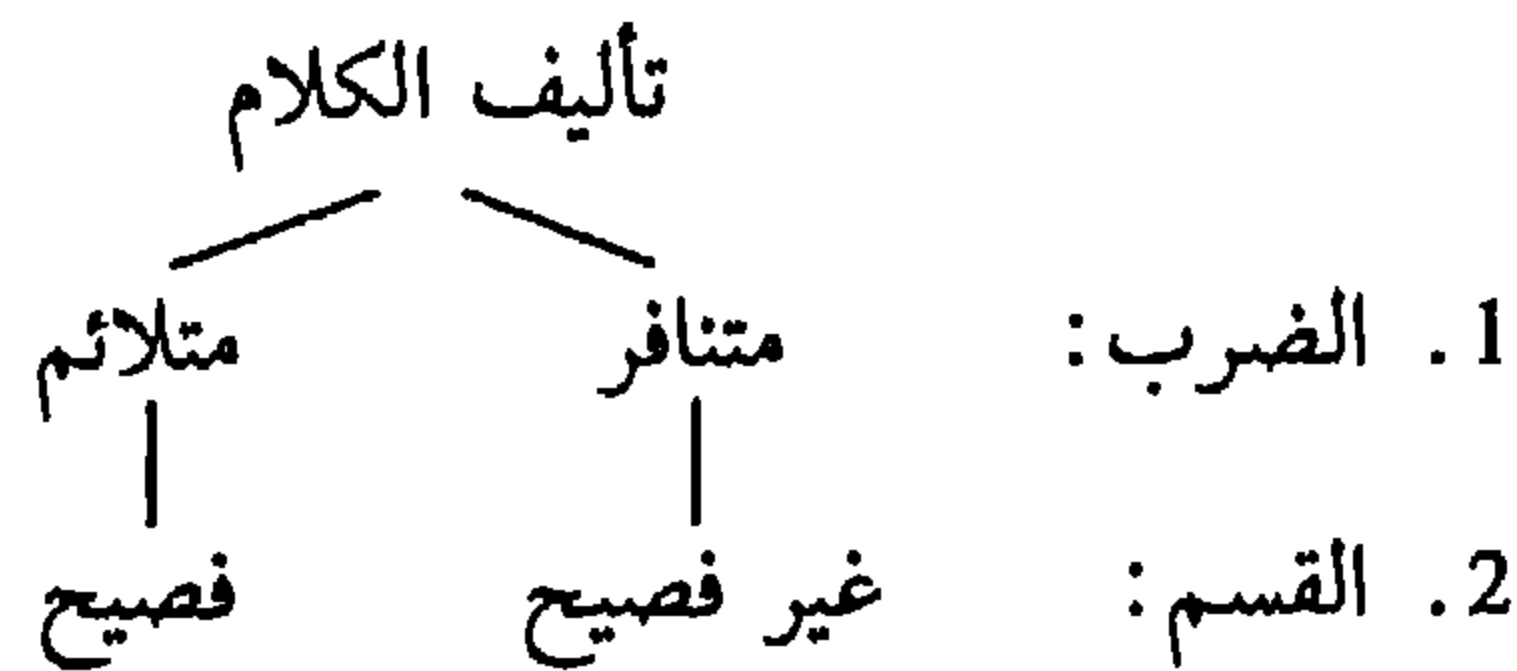 تأليف الكلام
1. الضرب: متنافر متلائم
2. القسم: غير فصيح فصيح